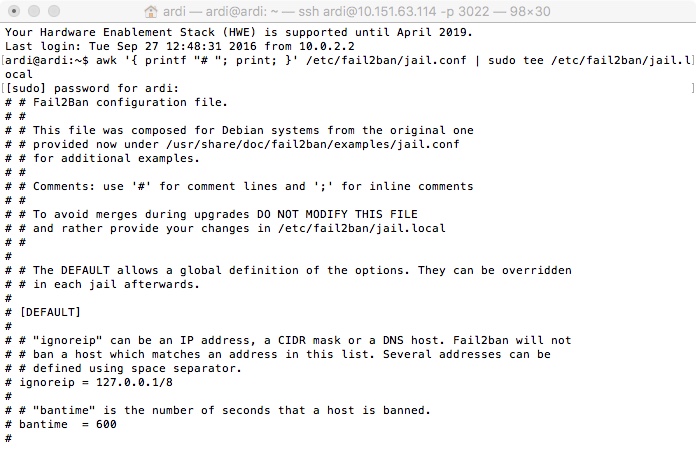 ardi — ardi@ardi: ~ — ssh ardi@10.151.63.114 -p 3022 — 98×30
Your Hardware Enablement Stack (HWE) is supported until April 2019.
Last login: Tue Sep 27 12:48:31 2016 from 10.0.2.2
[ardi@ardi:~$ awk '{ printf "# "; print; }' /etc/fail2ban/jail.conf | sudo tee /etc/fail2ban/jail.l]
ocal
[[sudo] password for ardi: ]
# # Fail2Ban configuration file.
# #
# # This file was composed for Debian systems from the original one
# # provided now under /usr/share/doc/fail2ban/examples/jail.conf
# # for additional examples.
# #
# # Comments: use '#' for comment lines and ';' for inline comments
# #
# # To avoid merges during upgrades DO NOT MODIFY THIS FILE
# # and rather provide your changes in /etc/fail2ban/jail.local
# #
#
# # The DEFAULT allows a global definition of the options. They can be overridden
# # in each jail afterwards.
#
# [DEFAULT]
#
# # "ignoreip" can be an IP address, a CIDR mask or a DNS host. Fail2ban will not
# # ban a host which matches an address in this list. Several addresses can be
# # defined using space separator.
# ignoreip = 127.0.0.1/8
#
# # "bantime" is the number of seconds that a host is banned.
# bantime  = 600
#